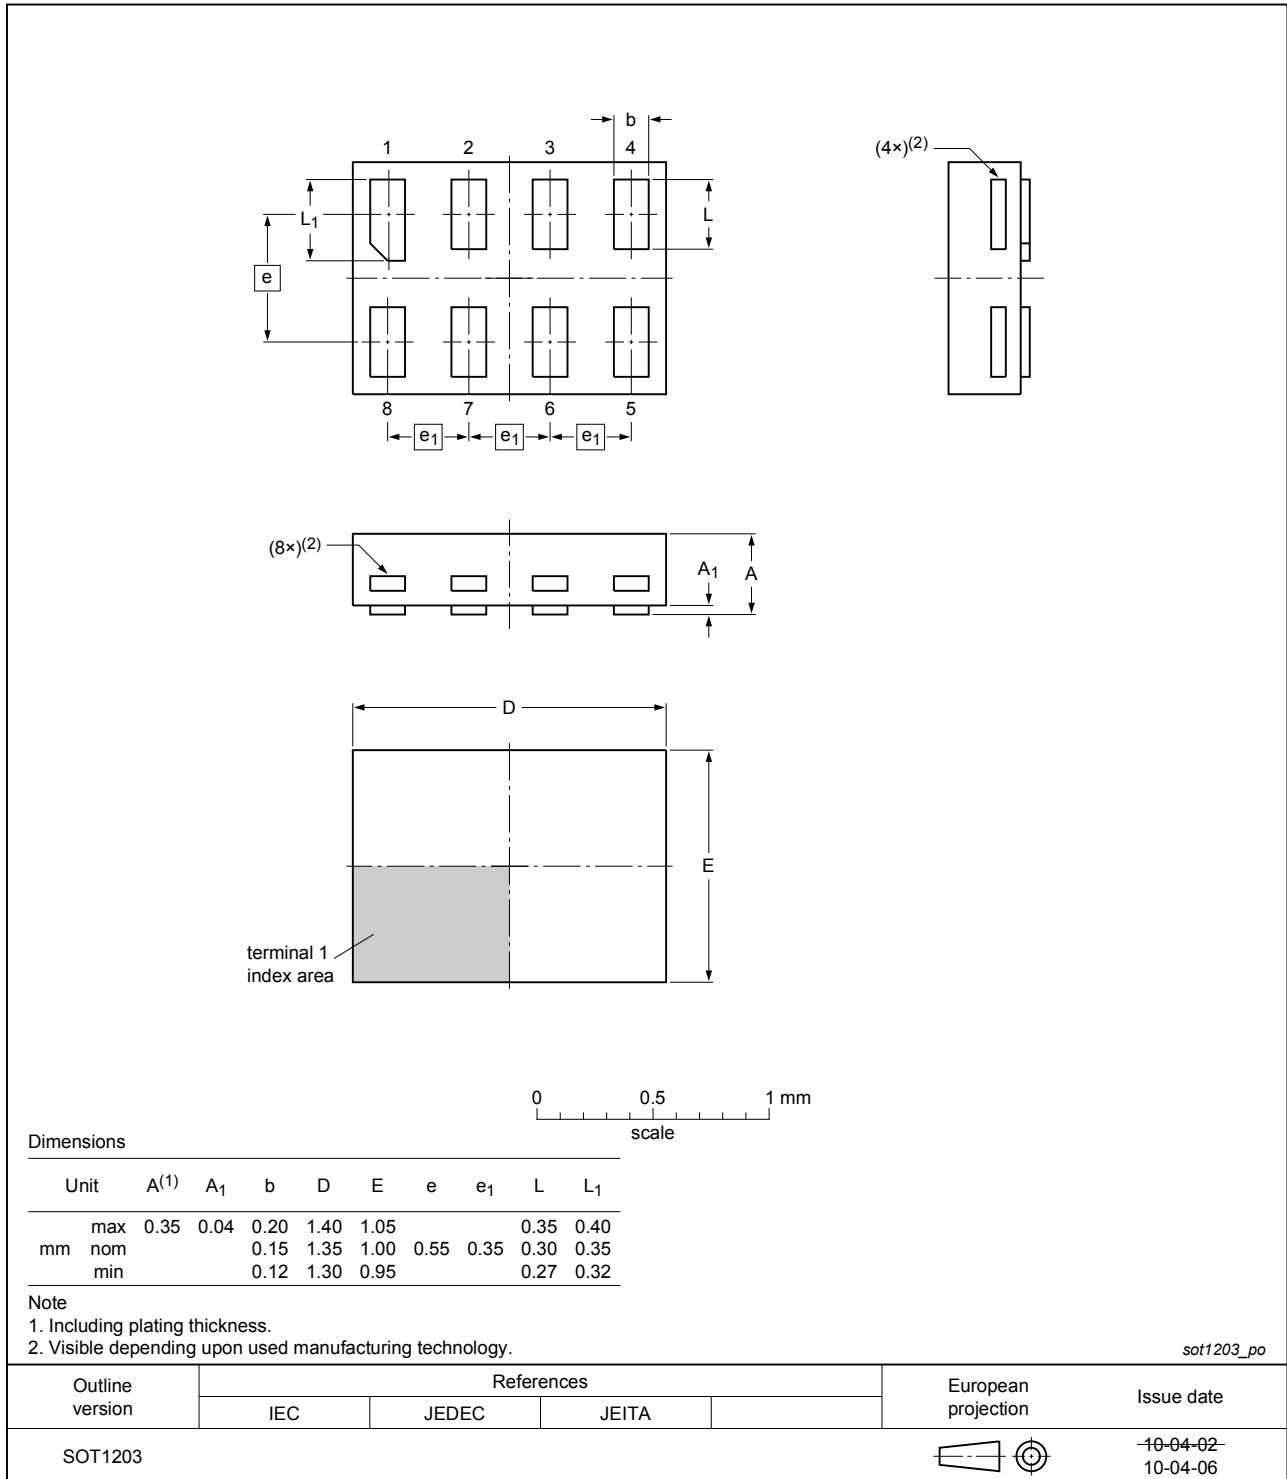 b
1 2 3 4
(4×)(2)
L1
L
e
8 7 6 5
e1 e1 e1
(8×)(2)
A1 A
D
E
terminal 1
index area
0 0.5 1 mm
scale
Dimensions
Unit A(1) A1 b D E e e1 L L1
max 0.35 0.04 0.20 1.40 1.05 0.35 0.40
mm nom 0.15 1.35 1.00 0.55 0.35 0.30 0.35
min 0.12 1.30 0.95 0.27 0.32
Note
1. Including plating thickness.
2. Visible depending upon used manufacturing technology.
sot1203_po
Outline
version
References
IEC JEDEC JEITA
European
projection
Issue date
SOT1203
10-04-02
10-04-06